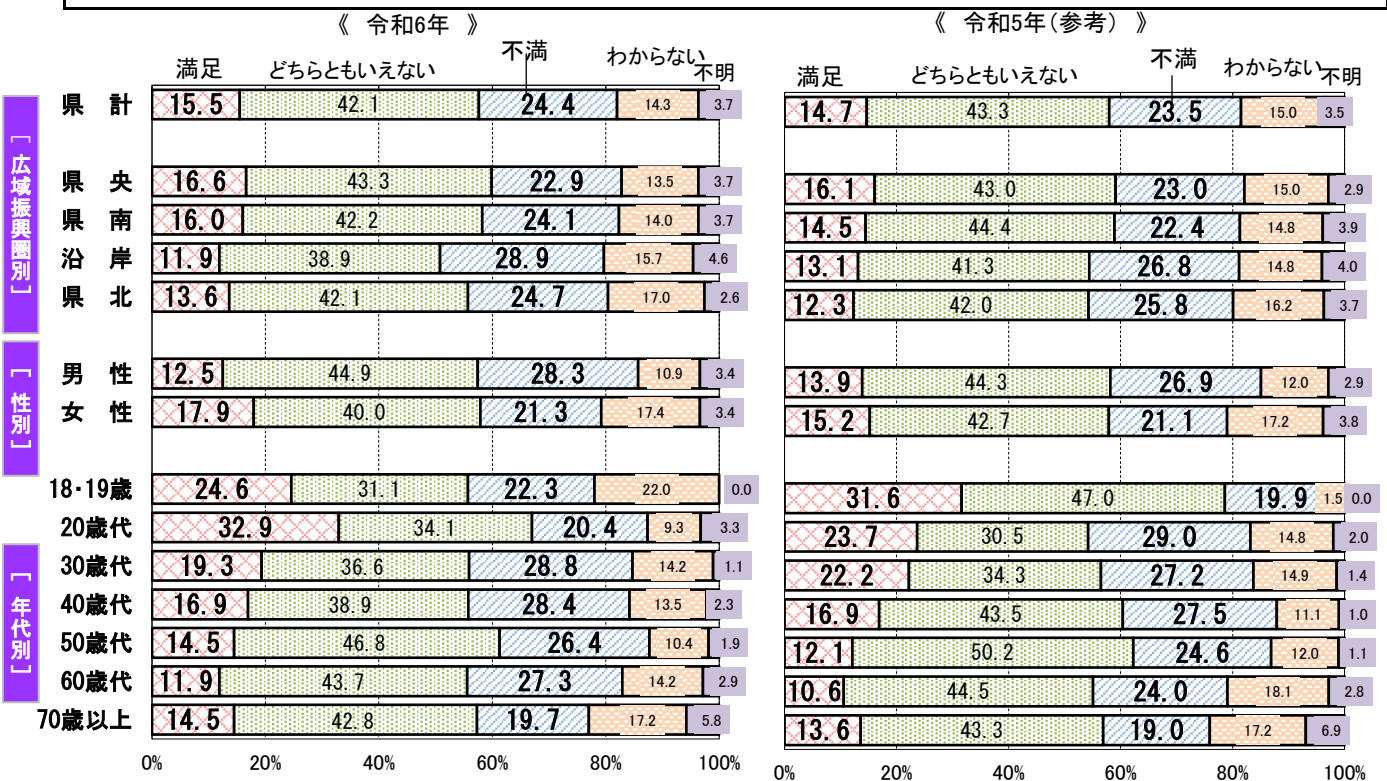 《 令和6年 》
満足 どちらともいえない 不満 わからない 不明
県 計 15.5 42.1 24.4 14.3 3.7
[ 広域振興圏別 ]
県 央 16.6 43.3 22.9 13.5 3.7
県 南 16.0 42.2 24.1 14.0 3.7
沿 岸 11.9 38.9 28.9 15.7 4.6
県 北 13.6 42.1 24.7 17.0 2.6
[ 性別 ]
男 性 12.5 44.9 28.3 10.9 3.4
女 性 17.9 40.0 21.3 17.4 3.4
[ 年代別 ]
18・19歳 24.6 31.1 22.3 22.0 0.0
20歳代 32.9 34.1 20.4 9.3 3.3
30歳代 19.3 36.6 28.8 14.2 1.1
40歳代 16.9 38.9 28.4 13.5 2.3
50歳代 14.5 46.8 26.4 10.4 1.9
60歳代 11.9 43.7 27.3 14.2 2.9
70歳以上 14.5 42.8 19.7 17.2 5.8
0% 20% 40% 60% 80% 100%
《 令和5年(参考) 》
満足 どちらともいえない 不満 わからない 不明
14.7 43.3 23.5 15.0 3.5
16.1 43.0 23.0 15.0 2.9
14.5 44.4 22.4 14.8 3.9
13.1 41.3 26.8 14.8 4.0
12.3 42.0 25.8 16.2 3.7
13.9 44.3 26.9 12.0 2.9
15.2 42.7 21.1 17.2 3.8
31.6 47.0 19.9 1.5 0.0
23.7 30.5 29.0 14.8 2.0
22.2 34.3 27.2 14.9 1.4
16.9 43.5 27.5 11.1 1.0
12.1 50.2 24.6 12.0 1.1
10.6 44.5 24.0 18.1 2.8
13.6 43.3 19.0 17.2 6.9
0% 20% 40% 60% 80% 100%